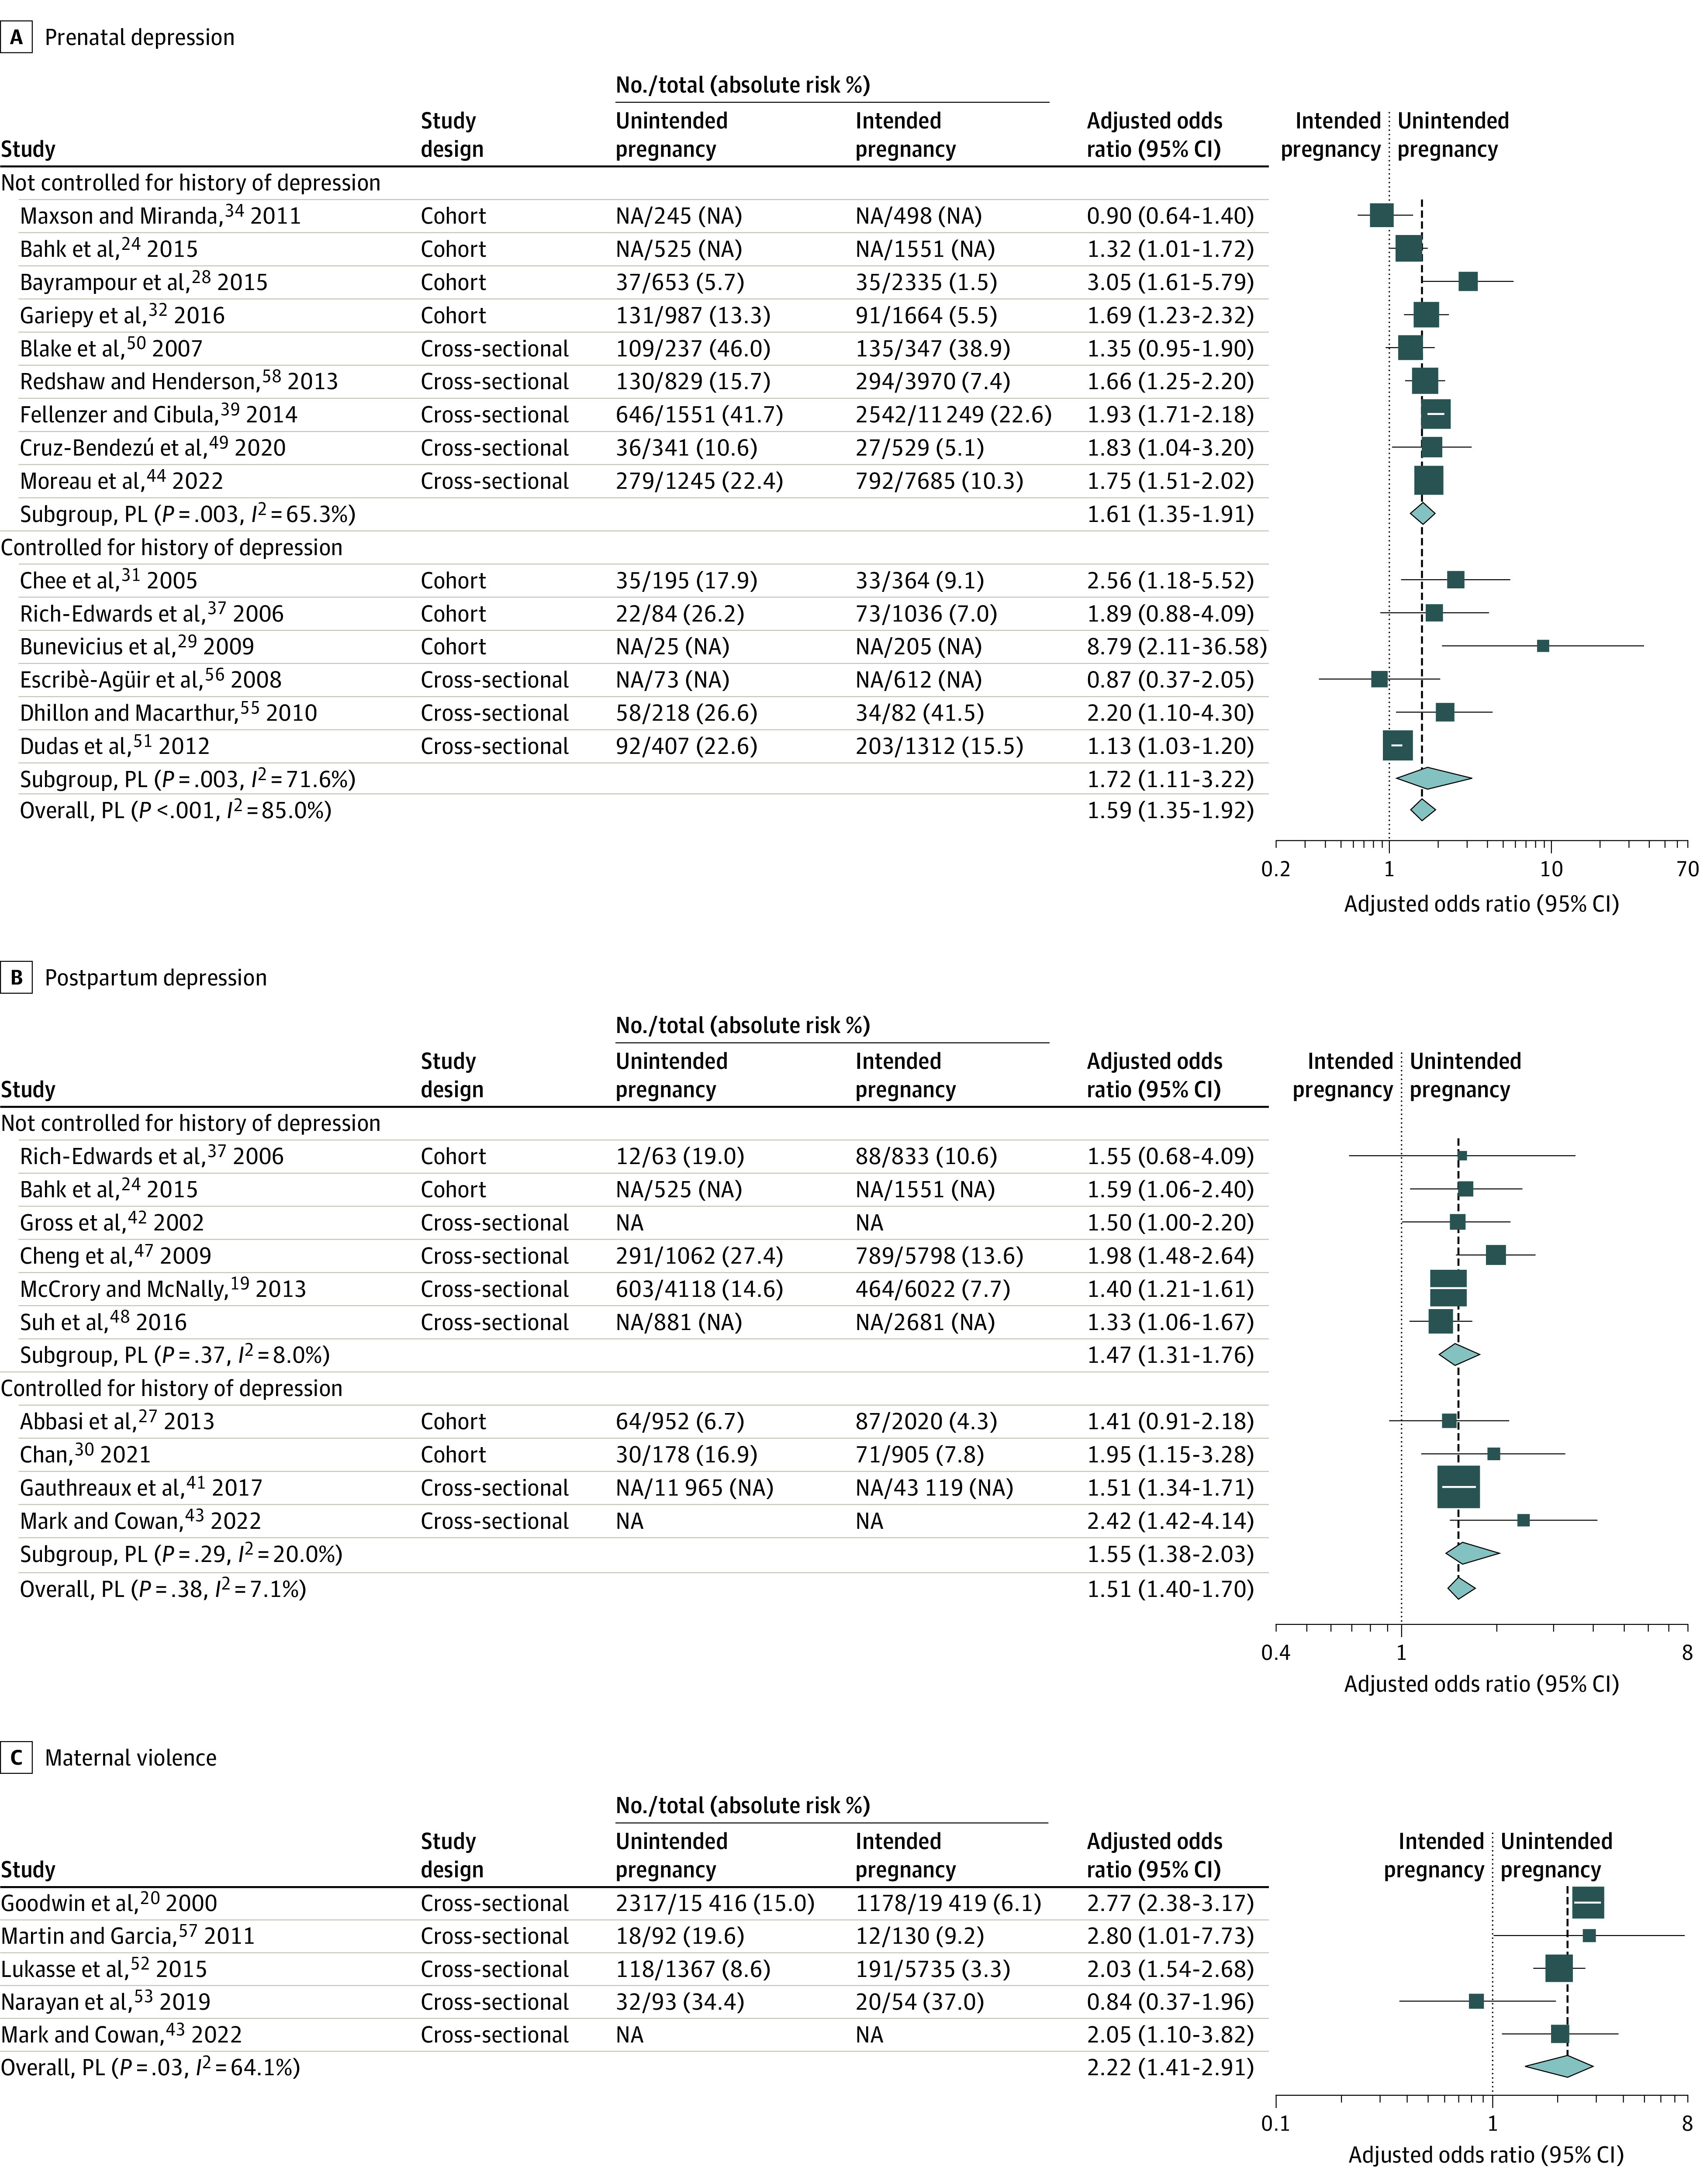 A Prenatal depression
No./total (absolute risk %)
Study Adjusted odds Intended Unintended
Study design Unintended pregnancy Intended pregnancy ratio (95% CI) pregnancy pregnancy
Not controlled for history of depression
Maxson and Miranda,34 2011 Cohort NA/245 (NA) NA/498 (NA) 0.90 (0.64-1.40)
Bahk et al,24 2015 Cohort NA/525 (NA) NA/1551 (NA) 1.32 (1.01-1.72)
Bayrampour et al,28 2015 Cohort 37/653 (5.7) 35/2335 (1.5) 3.05 (1.61-5.79)
Gariepy et al,32 2016 Cohort 131/987 (13.3) 91/1664 (5.5) 1.69 (1.23-2.32)
Blake et al,50 2007 Cross-sectional 109/237 (46.0) 135/347 (38.9) 1.35 (0.95-1.90)
Redshaw and Henderson,58 2013 Cross-sectional 130/829 (15.7) 294/3970 (7.4) 1.66 (1.25-2.20)
Fellenzer and Cibula,39 2014 Cross-sectional 646/1551 (41.7) 2542/11 249 (22.6) 1.93 (1.71-2.18)
Cruz-Bendezú et al,49 2020 Cross-sectional 36/341 (10.6) 27/529 (5.1) 1.83 (1.04-3.20)
Moreau et al,44 2022 Cross-sectional 279/1245 (22.4) 792/7685 (10.3) 1.75 (1.51-2.02)
Subgroup, PL (P = .003, I2 = 65.3%) 1.61 (1.35-1.91)
Controlled for history of depression
Chee et al,31 2005 Cohort 35/195 (17.9) 33/364 (9.1) 2.56 (1.18-5.52)
Rich-Edwards et al,37 2006 Cohort 22/84 (26.2) 73/1036 (7.0) 1.89 (0.88-4.09)
Bunevicius et al,29 2009 Cohort NA/25 (NA) NA/205 (NA) 8.79 (2.11-36.58)
Escribè-Agüir et al,56 2008 Cross-sectional NA/73 (NA) NA/612 (NA) 0.87 (0.37-2.05)
Dhillon and Macarthur,55 2010 Cross-sectional 58/218 (26.6) 34/82 (41.5) 2.20 (1.10-4.30)
Dudas et al,51 2012 Cross-sectional 92/407 (22.6) 203/1312 (15.5) 1.13 (1.03-1.20)
Subgroup, PL (P = .003, I2 = 71.6%) 1.72 (1.11-3.22)
Overall, PL (P <.001, I2 = 85.0%) 1.59 (1.35-1.92)
0.2 1 10 70
Adjusted odds ratio (95% CI)
B Postpartum depression
No./total (absolute risk %)
Study Unintended Intended Adjusted odds Intended Unintended
Study design pregnancy pregnancy ratio (95% CI) pregnancy pregnancy
Not controlled for history of depression
Rich-Edwards et al,37 2006 Cohort 12/63 (19.0) 88/833 (10.6) 1.55 (0.68-4.09)
Bahk et al,24 2015 Cohort NA/525 (NA) NA/1551 (NA) 1.59 (1.06-2.40)
Gross et al,42 2002 Cross-sectional NA NA 1.50 (1.00-2.20)
Cheng et al,47 2009 Cross-sectional 291/1062 (27.4) 789/5798 (13.6) 1.98 (1.48-2.64)
McCrory and McNally,19 2013 Cross-sectional 603/4118 (14.6) 464/6022 (7.7) 1.40 (1.21-1.61)
Suh et al,48 2016 Cross-sectional NA/881 (NA) NA/2681 (NA) 1.33 (1.06-1.67)
Subgroup, PL (P = .37, I2 = 8.0%) 1.47 (1.31-1.76)
Controlled for history of depression
Abbasi et al,27 2013 Cohort 64/952 (6.7) 87/2020 (4.3) 1.41 (0.91-2.18)
Chan,30 2021 Cohort 30/178 (16.9) 71/905 (7.8) 1.95 (1.15-3.28)
Gauthreaux et al,41 2017 Cross-sectional NA/11 965 (NA) NA/43 119 (NA) 1.51 (1.34-1.71)
Mark and Cowan,43 2022 Cross-sectional NA NA 2.42 (1.42-4.14)
Subgroup, PL (P = .29, I2 = 20.0%) 1.55 (1.38-2.03)
Overall, PL (P = .38, I2 = 7.1%) 1.51 (1.40-1.70)
0.4 1 8
Adjusted odds ratio (95% CI)
C Maternal violence
No./total (absolute risk %)
Study Unintended Intended Adjusted odds Intended Unintended
Study design pregnancy pregnancy ratio (95% CI) pregnancy pregnancy
Goodwin et al,20 2000 Cross-sectional 2317/15 416 (15.0) 1178/19 419 (6.1) 2.77 (2.38-3.17)
Martin and Garcia,57 2011 Cross-sectional 18/92 (19.6) 12/130 (9.2) 2.80 (1.01-7.73)
Lukasse et al,52 2015 Cross-sectional 118/1367 (8.6) 191/5735 (3.3) 2.03 (1.54-2.68)
Narayan et al,53 2019 Cross-sectional 32/93 (34.4) 20/54 (37.0) 0.84 (0.37-1.96)
Mark and Cowan,43 2022 Cross-sectional NA NA 2.05 (1.10-3.82)
Overall, PL (P = .03, I2 = 64.1%) 2.22 (1.41-2.91)
0.1 1 8
Adjusted odds ratio (95% CI)